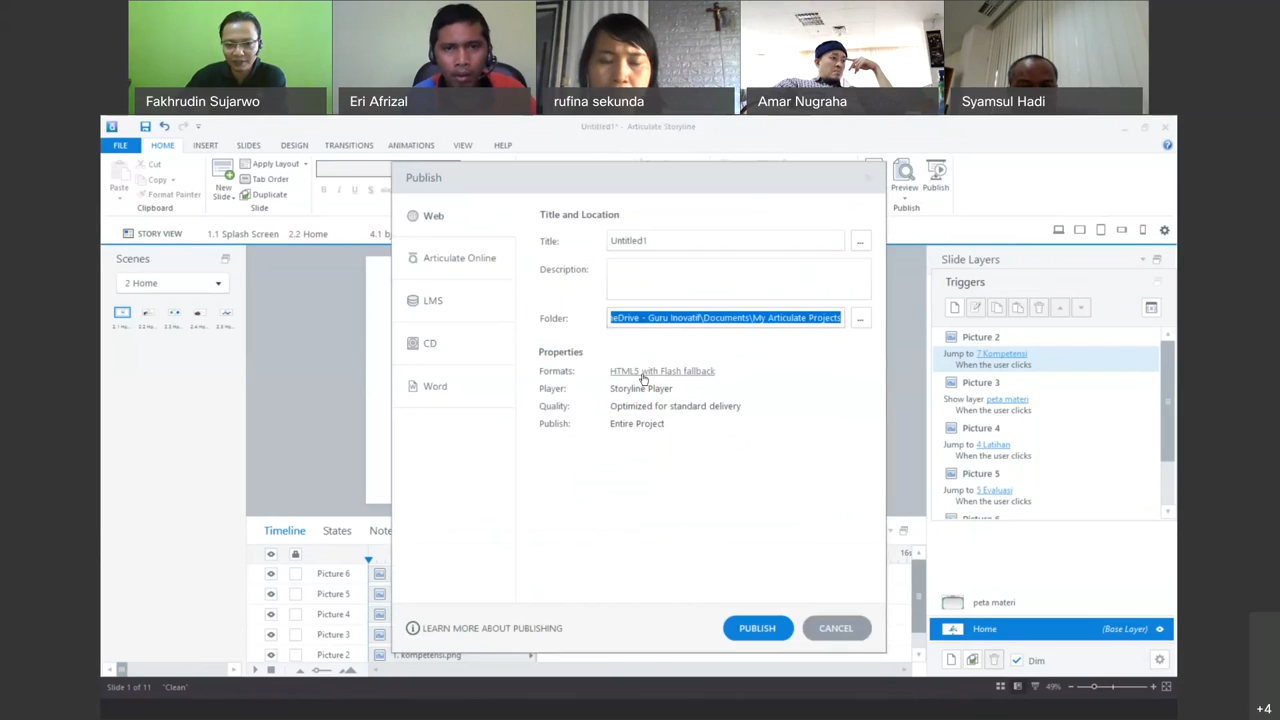 Fakhrudin Sujarwo
Eri Afrizal
rufina sekunda
Amar Nugraha
Syamsul Hadi
Untitled1* - Articulate Storyline
FILE HOME INSERT SLIDES DESIGN TRANSITIONS ANIMATIONS VIEW HELP
Paste
Cut
Copy
Format Painter
Clipboard
New Slide
Apply Layout
Tab Order
Duplicate
Slide
Preview
Publish
Publish
STORY VIEW 1.1 Splash Screen 2.2 Home
Scenes
2 Home
Publish
Web
Articulate Online
LMS
CD
Word
Title and Location
Title: Untitled1 ...
Description:
Folder: eDrive - Guru Inovatif\Documents\My Articulate Projects ...
Properties
Formats: HTML5 with Flash fallback
Player: Storyline Player
Quality: Optimized for standard delivery
Publish: Entire Project
LEARN MORE ABOUT PUBLISHING
PUBLISH CANCEL
Slide Layers
Triggers
Picture 2
Jump to 7 Kompetensi
When the user clicks
Picture 3
Show layer peta materi
When the user clicks
Picture 4
Jump to 4 Latihan
When the user clicks
Picture 5
Jump to 5 Evaluasi
When the user clicks
peta materi
Home (Base Layer)
Dim
Timeline States
16s
Picture 6
Picture 5
Picture 4
Picture 3
Picture 2 1. kompetensi.png
Slide 1 of 11 'Clean'
49%
+4